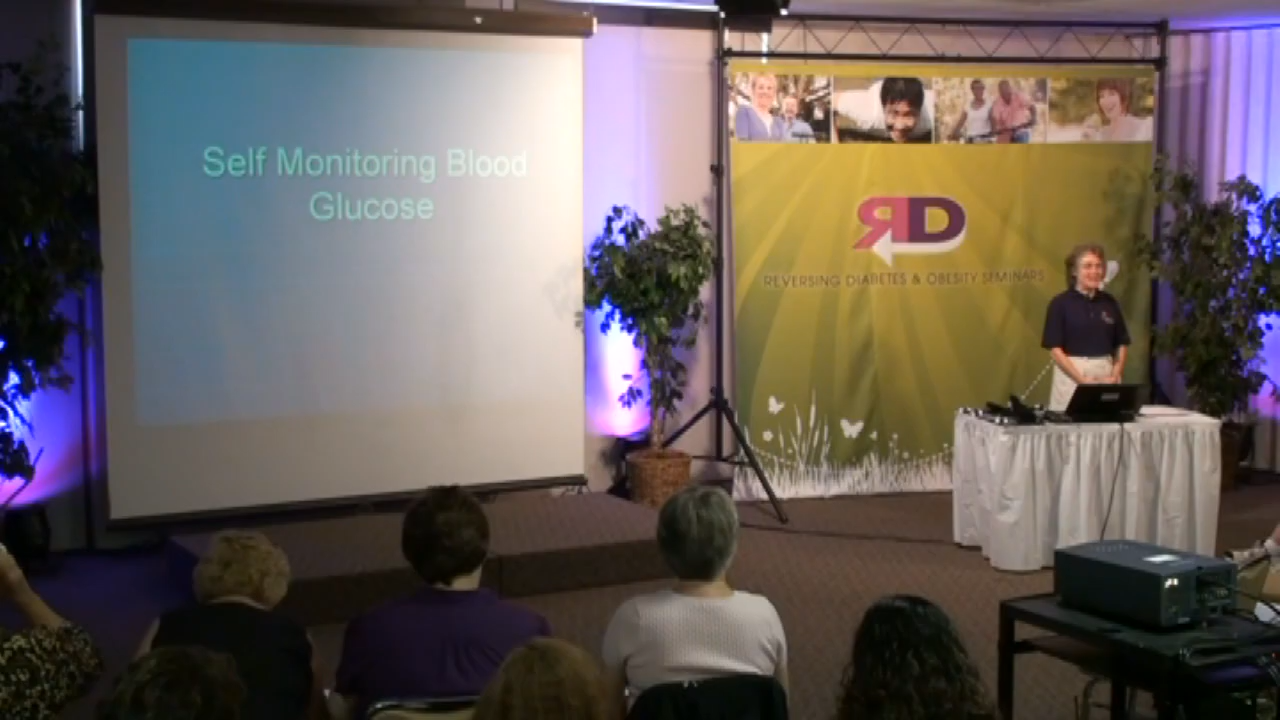 Self Monitoring Blood
Glucose
RD
REVERSING DIABETES & OBESITY SEMINARS